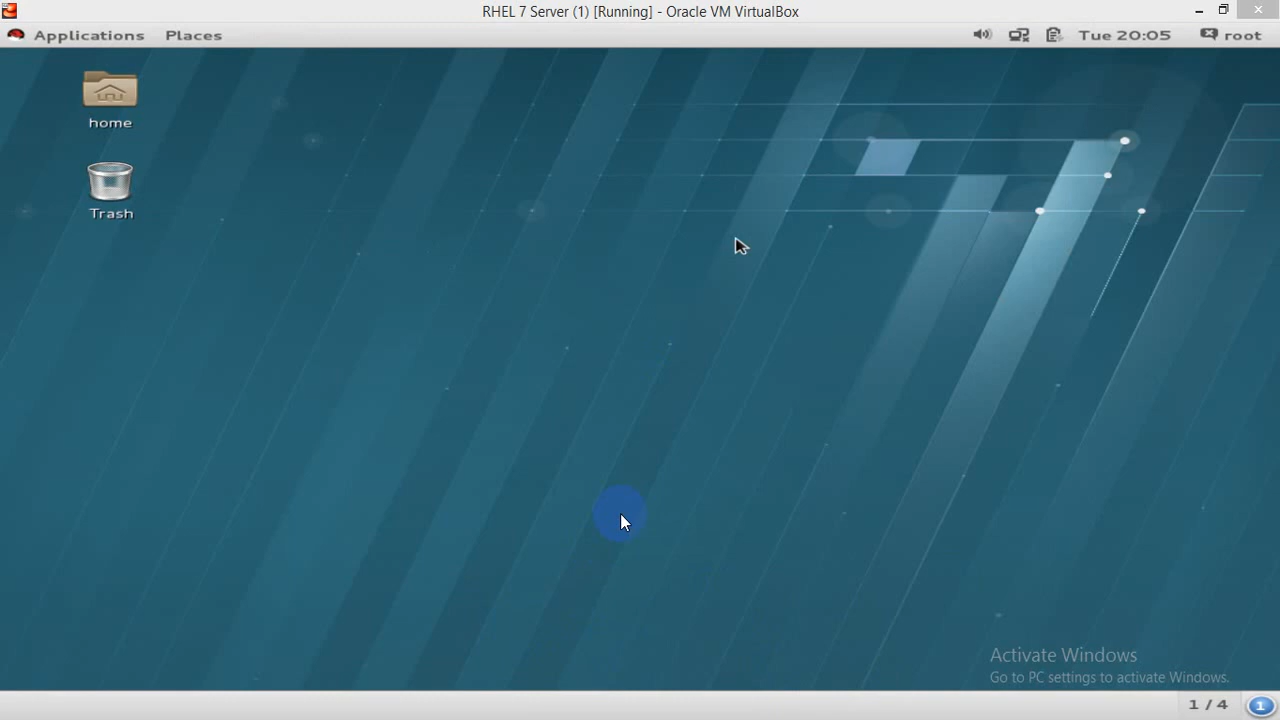 RHEL 7 Server (1) [Running] - Oracle VM VirtualBox
Applications Places Tue 20:05 root
home
Trash
Activate Windows
Go to PC settings to activate Windows.
1 / 4 1